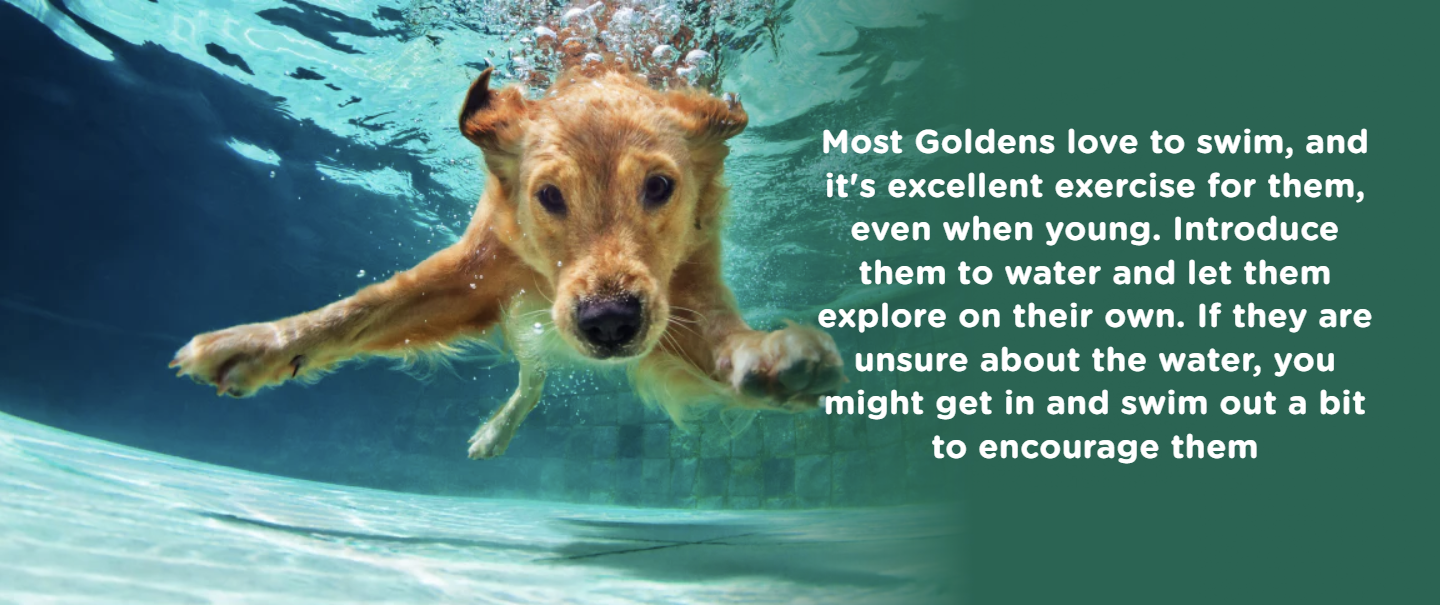 Most Goldens love to swim, and
it's excellent exercise for them,
even when young. Introduce
them to water and let them
explore on their own. If they are
unsure about the water, you
might get in and swim out a bit
to encourage them